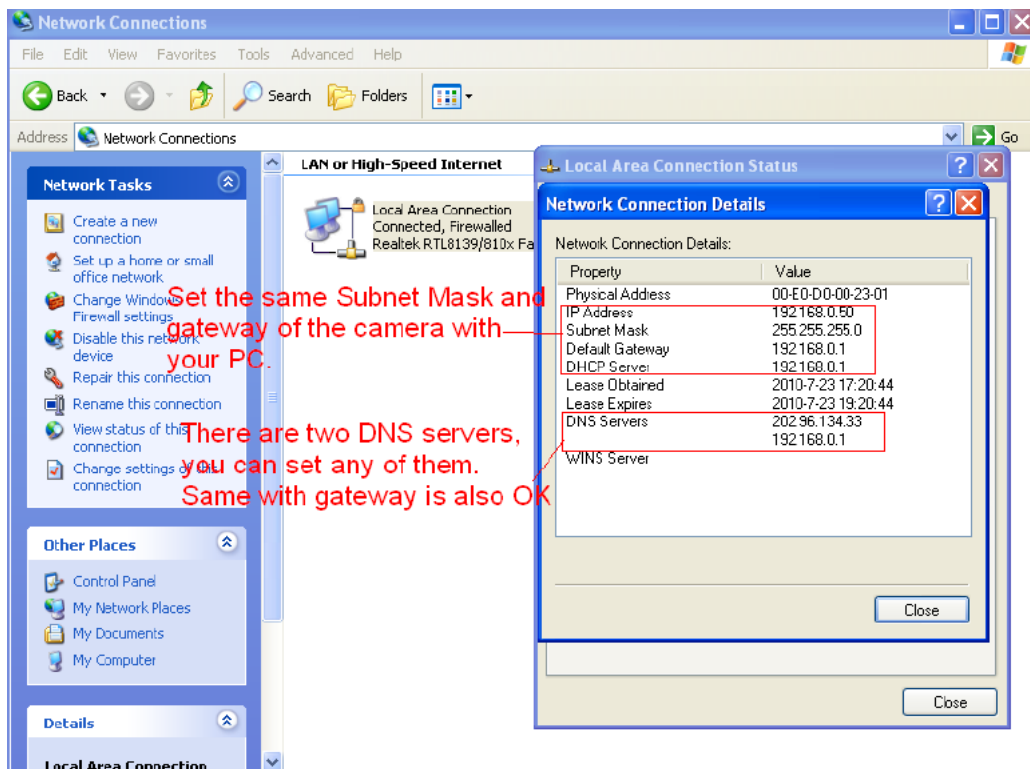 Network Connections
File Edit View Favorites Tools Advanced Help
Back Search Folders
Address Network Connections Go
Network Tasks
Create a new
connection
Set up a home or small
office network
Change Windows
Firewall settings
Disable this network
device
Repair this connection
Rename this connection
View status of this
connection
Change settings of this
connection
Other Places
Control Panel
My Network Places
My Documents
My Computer
Details
Local Area Connection
LAN or High-Speed Internet
Local Area Connection
Connected, Firewalled
Realtek RTL8139/810x Fa
Set the same Subnet Mask and
gateway of the camera with
your PC.
There are two DNS servers,
you can set any of them.
Same with gateway is also OK
Local Area Connection Status
Network Connection Details
Network Connection Details:
Property Value
Physical Address 00-E0-D0-00-23-01
IP Address 192.168.0.50
Subnet Mask 255.255.255.0
Default Gateway 192.168.0.1
DHCP Server 192.168.0.1
Lease Obtained 2010-7-23 17:20:44
Lease Expires 2010-7-23 19:20:44
DNS Servers 202.96.134.33
192.168.0.1
WINS Server
Close
Close